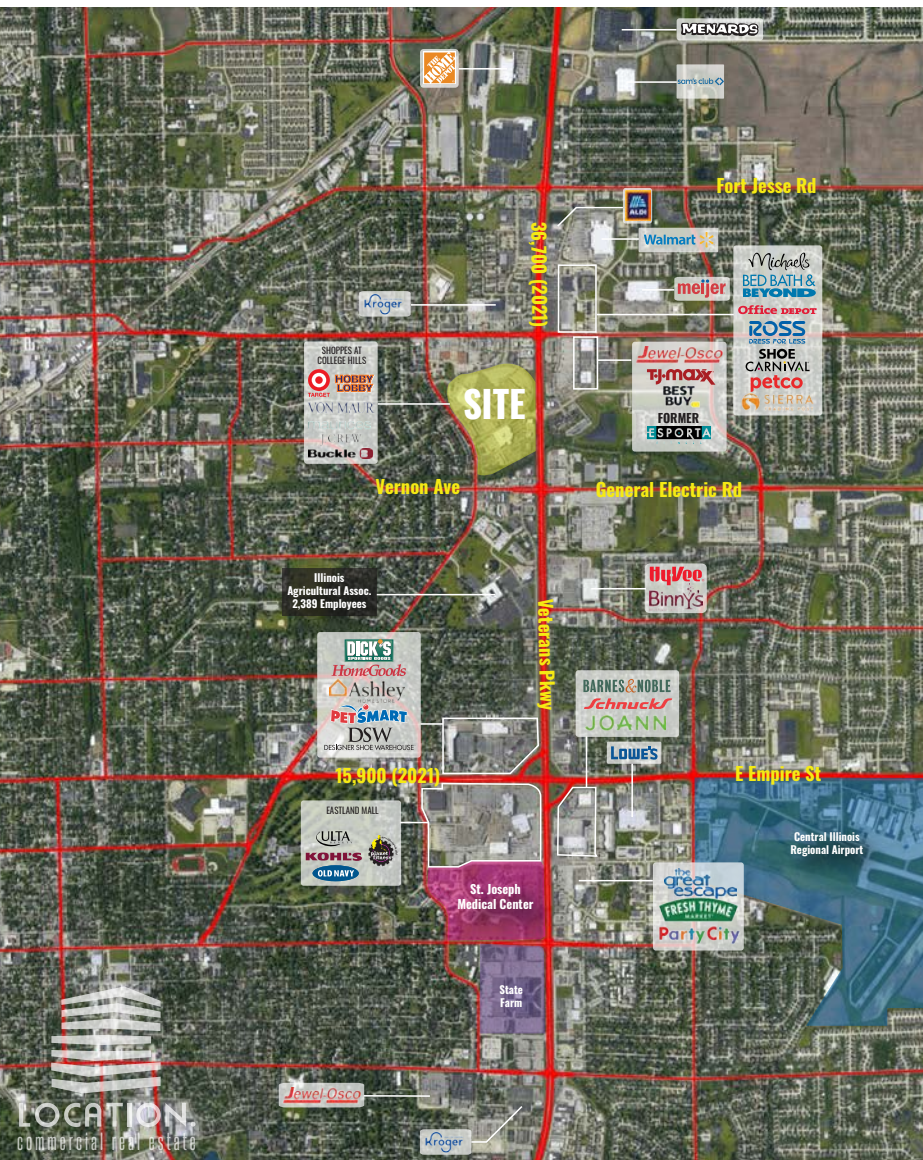 MENARDS
THE
HOME
DEPOT
sam's club
Fort Jesse Rd
ALDI
36,700 (2021)
Walmart
Michaels
BED BATH &
BEYOND
Office DEPOT
ROSS
DRESS FOR LESS
SHOE
CARNIVAL
petco
SIERRA
meijer
Kroger
SHOPPES AT
COLLEGE HILLS
TARGET
HOBBY
LOBBY
VON MAUR
J.CREW
Buckle
SITE
Jewel-Osco
T·J·maxx
BEST
BUY
FORMER
ESPORTA
Vernon Ave
General Electric Rd
Illinois
Agricultural Assoc.
2,389 Employees
HyVee
BINNY'S
Veterans Pkwy
DICK'S
SPORTING GOODS
HomeGoods
Ashley
HOMESTORE
PETSMART
DSW
DESIGNER SHOE WAREHOUSE
BARNES&NOBLE
Schnucks
JOANN
LOWE'S
15,900 (2021)
E Empire St
EASTLAND MALL
ULTA
KOHL'S
planet
fitness
OLD NAVY
Central Illinois
Regional Airport
St. Joseph
Medical Center
the
great
escape
FRESH THYME
MARKET
Party City
State
Farm
LOCATION
commercial real estate
Jewel-Osco
Kroger